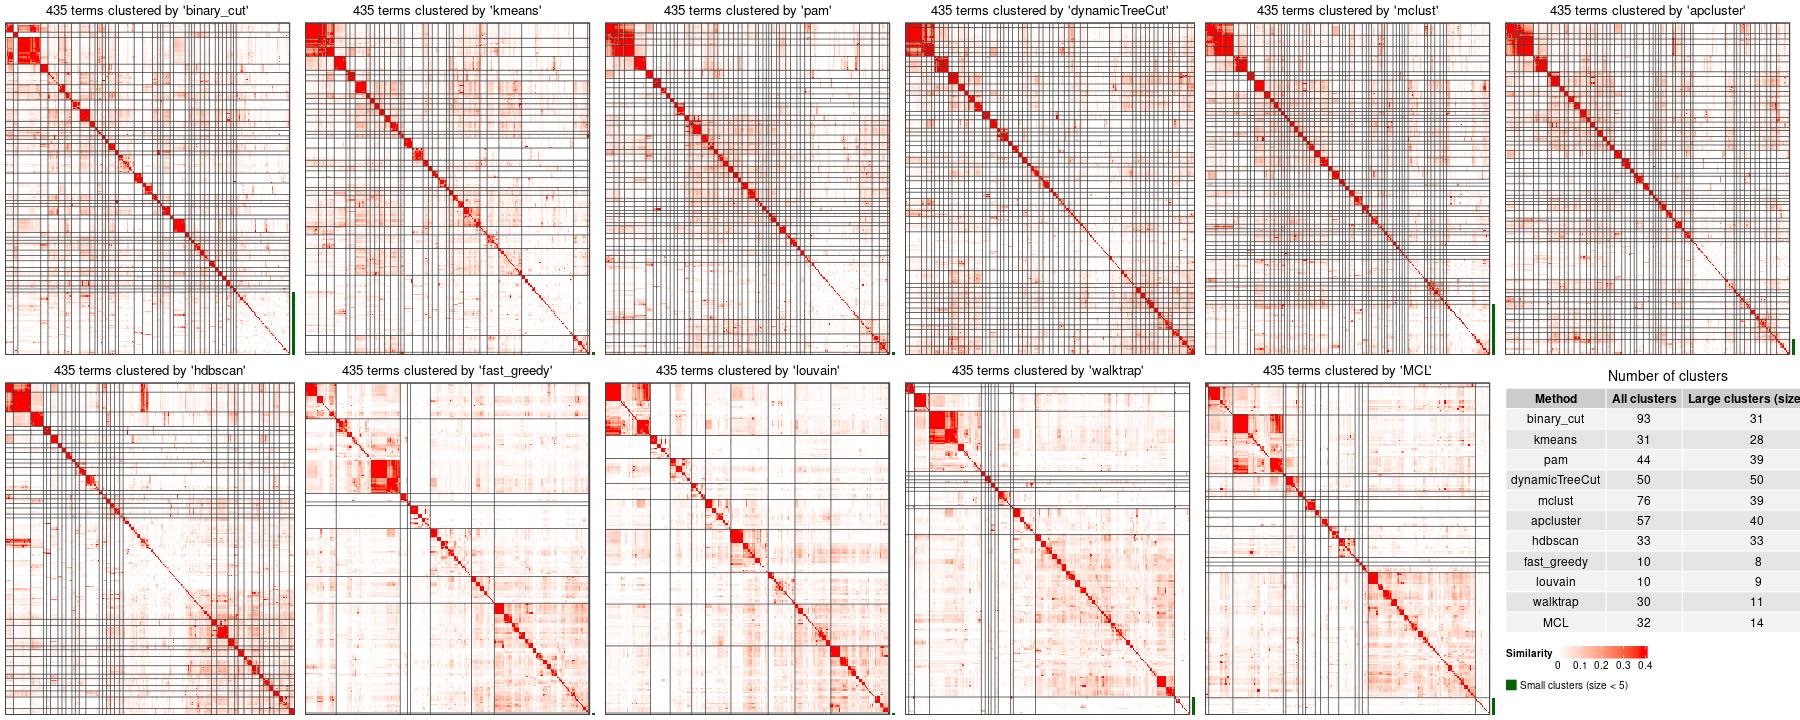 435 terms clustered by 'binary_cut'
435 terms clustered by 'kmeans'
435 terms clustered by 'pam'
435 terms clustered by 'dynamicTreeCut'
435 terms clustered by 'mclust'
435 terms clustered by 'apcluster'
435 terms clustered by 'hdbscan'
435 terms clustered by 'fast_greedy'
435 terms clustered by 'louvain'
435 terms clustered by 'walktrap'
435 terms clustered by 'MCL'
Number of clusters
Method All clusters Large clusters (size
binary_cut 93 31
kmeans 31 28
pam 44 39
dynamicTreeCut 50 50
mclust 76 39
apcluster 57 40
hdbscan 33 33
fast_greedy 10 8
louvain 10 9
walktrap 30 11
MCL 32 14
Similarity
0 0.1 0.2 0.3 0.4
Small clusters (size < 5)